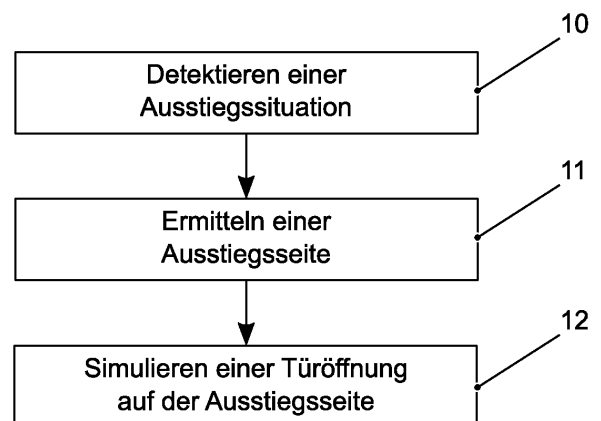 10
Detektieren einer
Ausstiegssituation
11
Ermitteln einer
Ausstiegsseite
12
Simulieren einer Türöffnung
auf der Ausstiegsseite